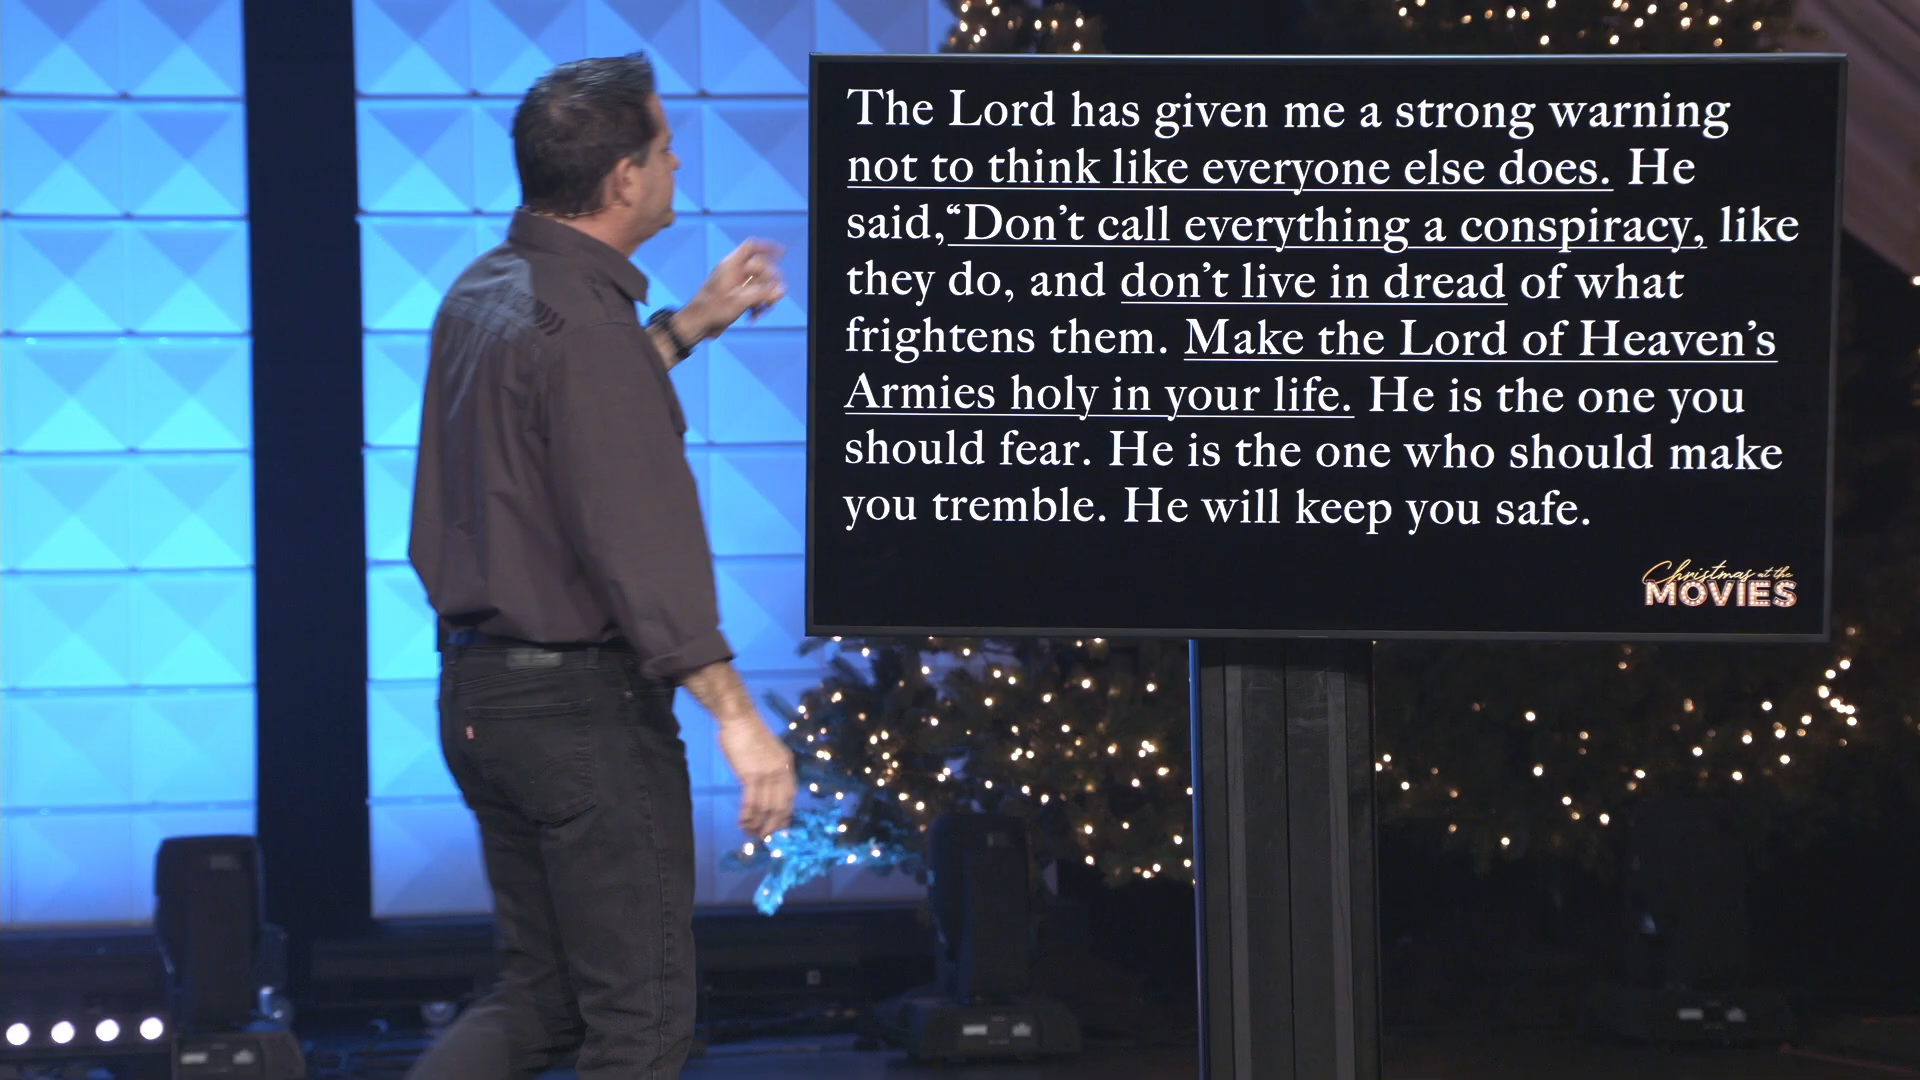 The Lord has given me a strong warning
not to think like everyone else does. He
said,“Don’t call everything a conspiracy, like
they do, and don’t live in dread of what
frightens them. Make the Lord of Heaven’s
Armies holy in your life. He is the one you
should fear. He is the one who should make
you tremble. He will keep you safe.
Christmas at the
MOVIES